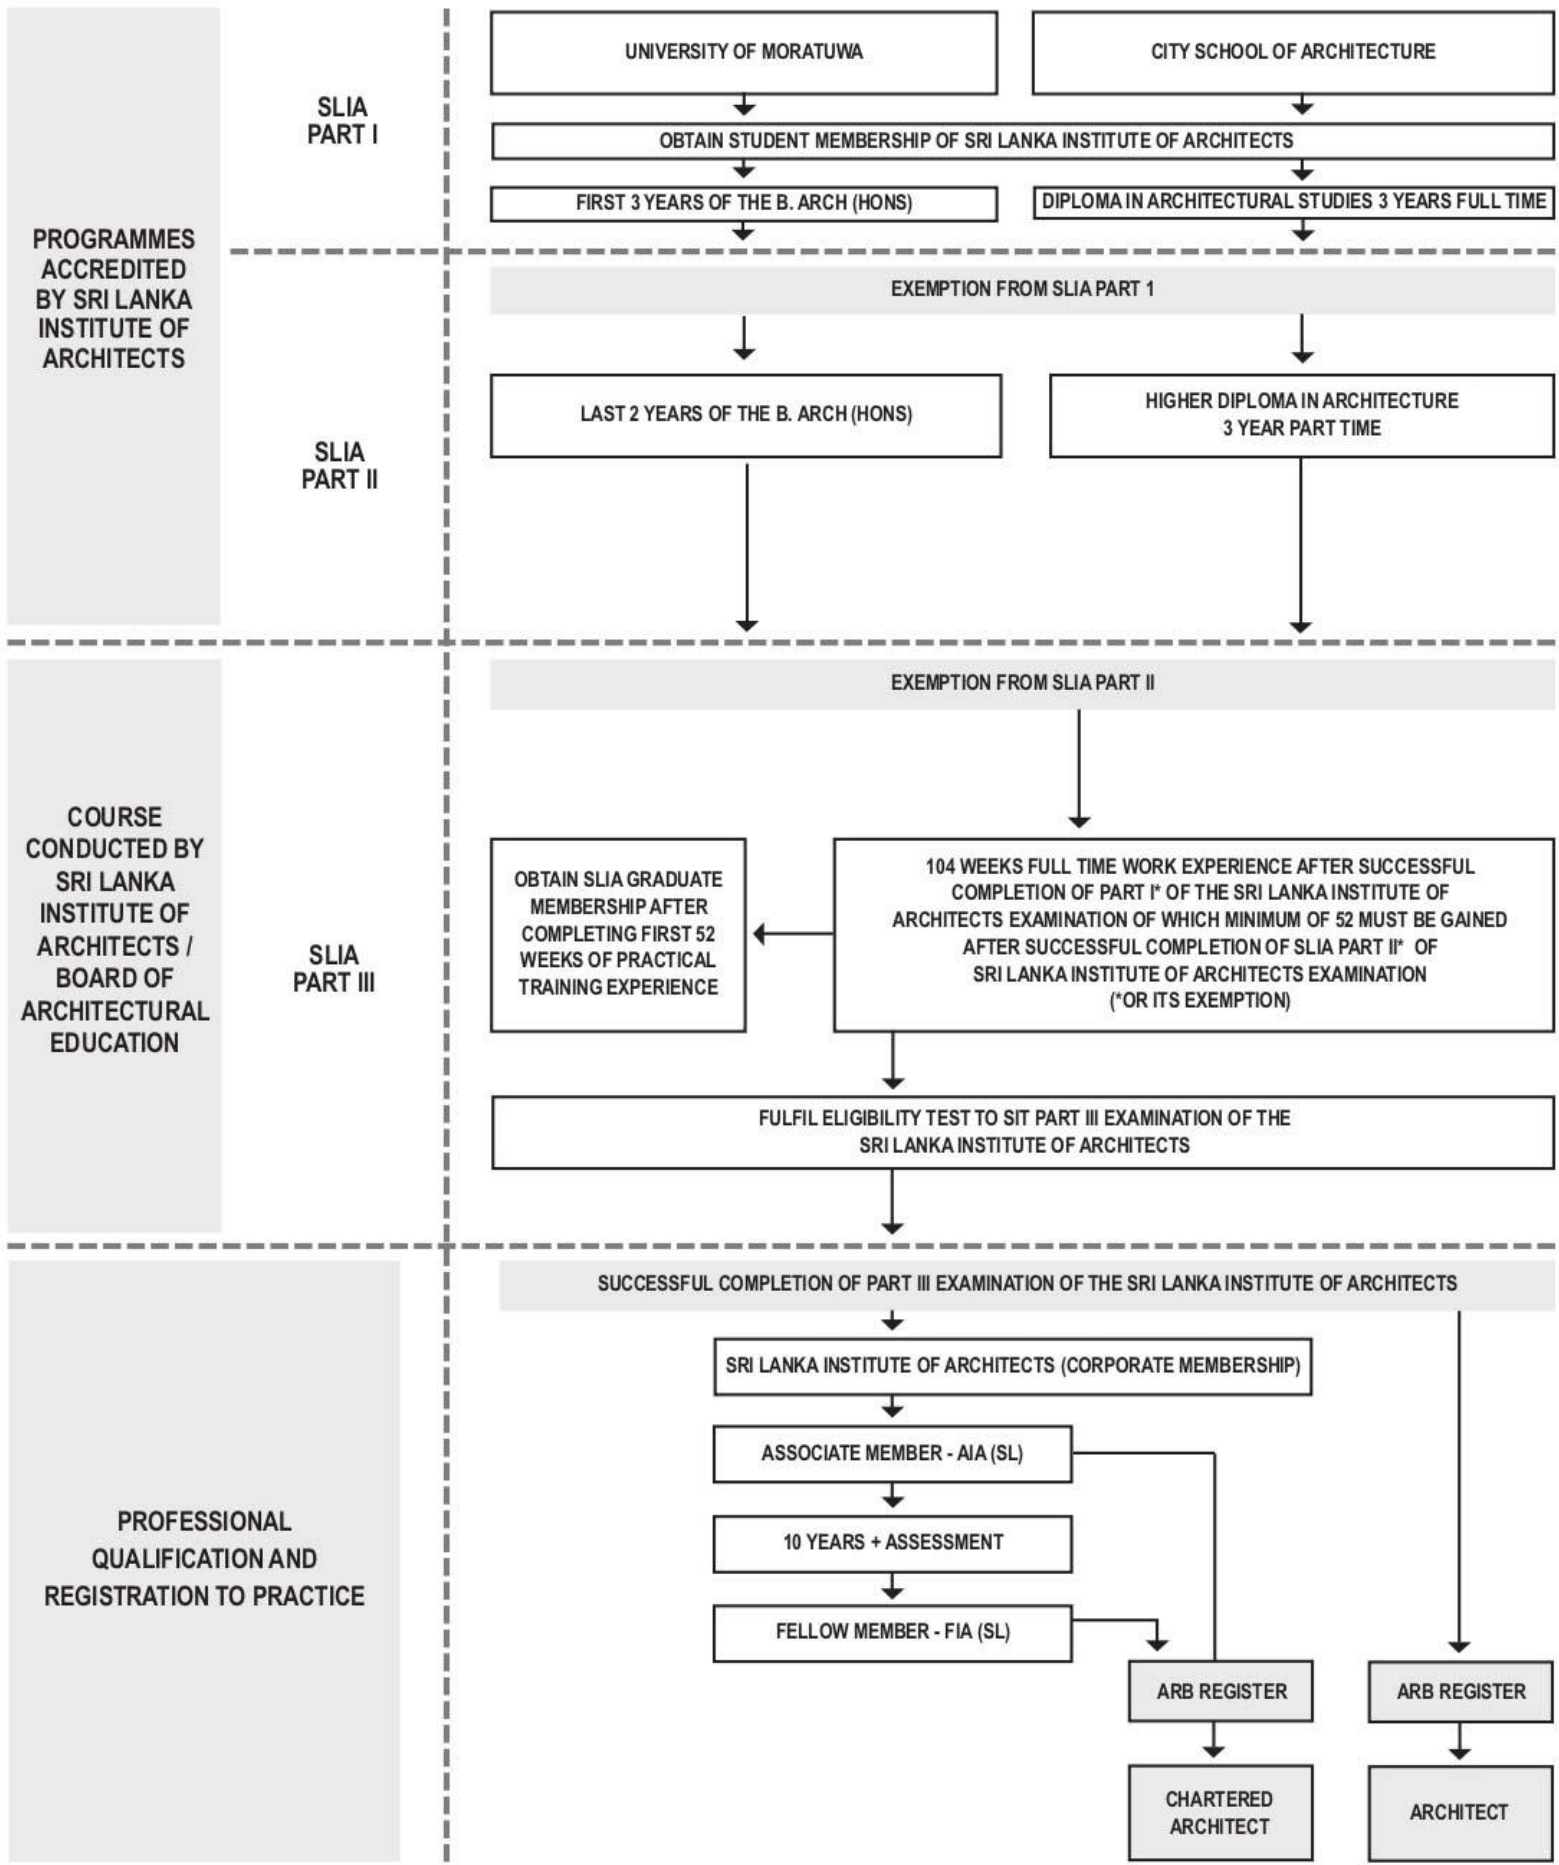 UNIVERSITY OF MORATUWA
CITY SCHOOL OF ARCHITECTURE
SLIA
PART I
OBTAIN STUDENT MEMBERSHIP OF SRI LANKA INSTITUTE OF ARCHITECTS
FIRST 3 YEARS OF THE B. ARCH (HONS)
DIPLOMA IN ARCHITECTURAL STUDIES 3 YEARS FULL TIME
PROGRAMMES
ACCREDITED
BY SRI LANKA
INSTITUTE OF
ARCHITECTS
EXEMPTION FROM SLIA PART 1
SLIA
PART II
LAST 2 YEARS OF THE B. ARCH (HONS)
HIGHER DIPLOMA IN ARCHITECTURE
3 YEAR PART TIME
EXEMPTION FROM SLIA PART II
COURSE
CONDUCTED BY
SRI LANKA
INSTITUTE OF
ARCHITECTS /
BOARD OF
ARCHITECTURAL
EDUCATION
SLIA
PART III
OBTAIN SLIA GRADUATE
MEMBERSHIP AFTER
COMPLETING FIRST 52
WEEKS OF PRACTICAL
TRAINING EXPERIENCE
104 WEEKS FULL TIME WORK EXPERIENCE AFTER SUCCESSFUL
COMPLETION OF PART I* OF THE SRI LANKA INSTITUTE OF
ARCHITECTS EXAMINATION OF WHICH MINIMUM OF 52 MUST BE GAINED
AFTER SUCCESSFUL COMPLETION OF SLIA PART II* OF
SRI LANKA INSTITUTE OF ARCHITECTS EXAMINATION
(*OR ITS EXEMPTION)
FULFIL ELIGIBILITY TEST TO SIT PART III EXAMINATION OF THE
SRI LANKA INSTITUTE OF ARCHITECTS
SUCCESSFUL COMPLETION OF PART III EXAMINATION OF THE SRI LANKA INSTITUTE OF ARCHITECTS
PROFESSIONAL
QUALIFICATION AND
REGISTRATION TO PRACTICE
SRI LANKA INSTITUTE OF ARCHITECTS (CORPORATE MEMBERSHIP)
ASSOCIATE MEMBER - AIA (SL)
10 YEARS + ASSESSMENT
FELLOW MEMBER - FIA (SL)
ARB REGISTER
ARB REGISTER
CHARTERED
ARCHITECT
ARCHITECT